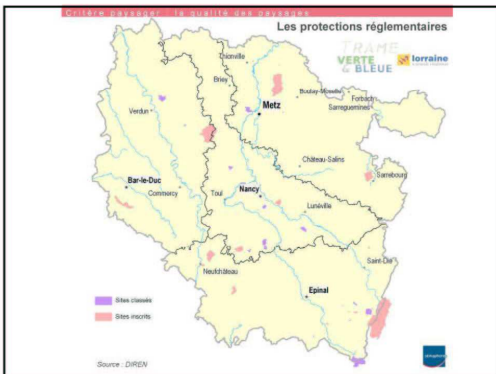 Critère paysager : la qualité des paysages
Les protections réglementaires
TRAME
VERTE
& BLEUE
lorraine
Thionville
Briey
Boulay-Moselle
Forbach
Sarreguemines
Metz
Verdun
Château-Salins
Sarrebourg
Bar-le-Duc
Commercy
Toul
Nancy
Lunéville
Saint-Dié
Neufchâteau
Epinal
Sites classés
Sites inscrits
Source : DIREN